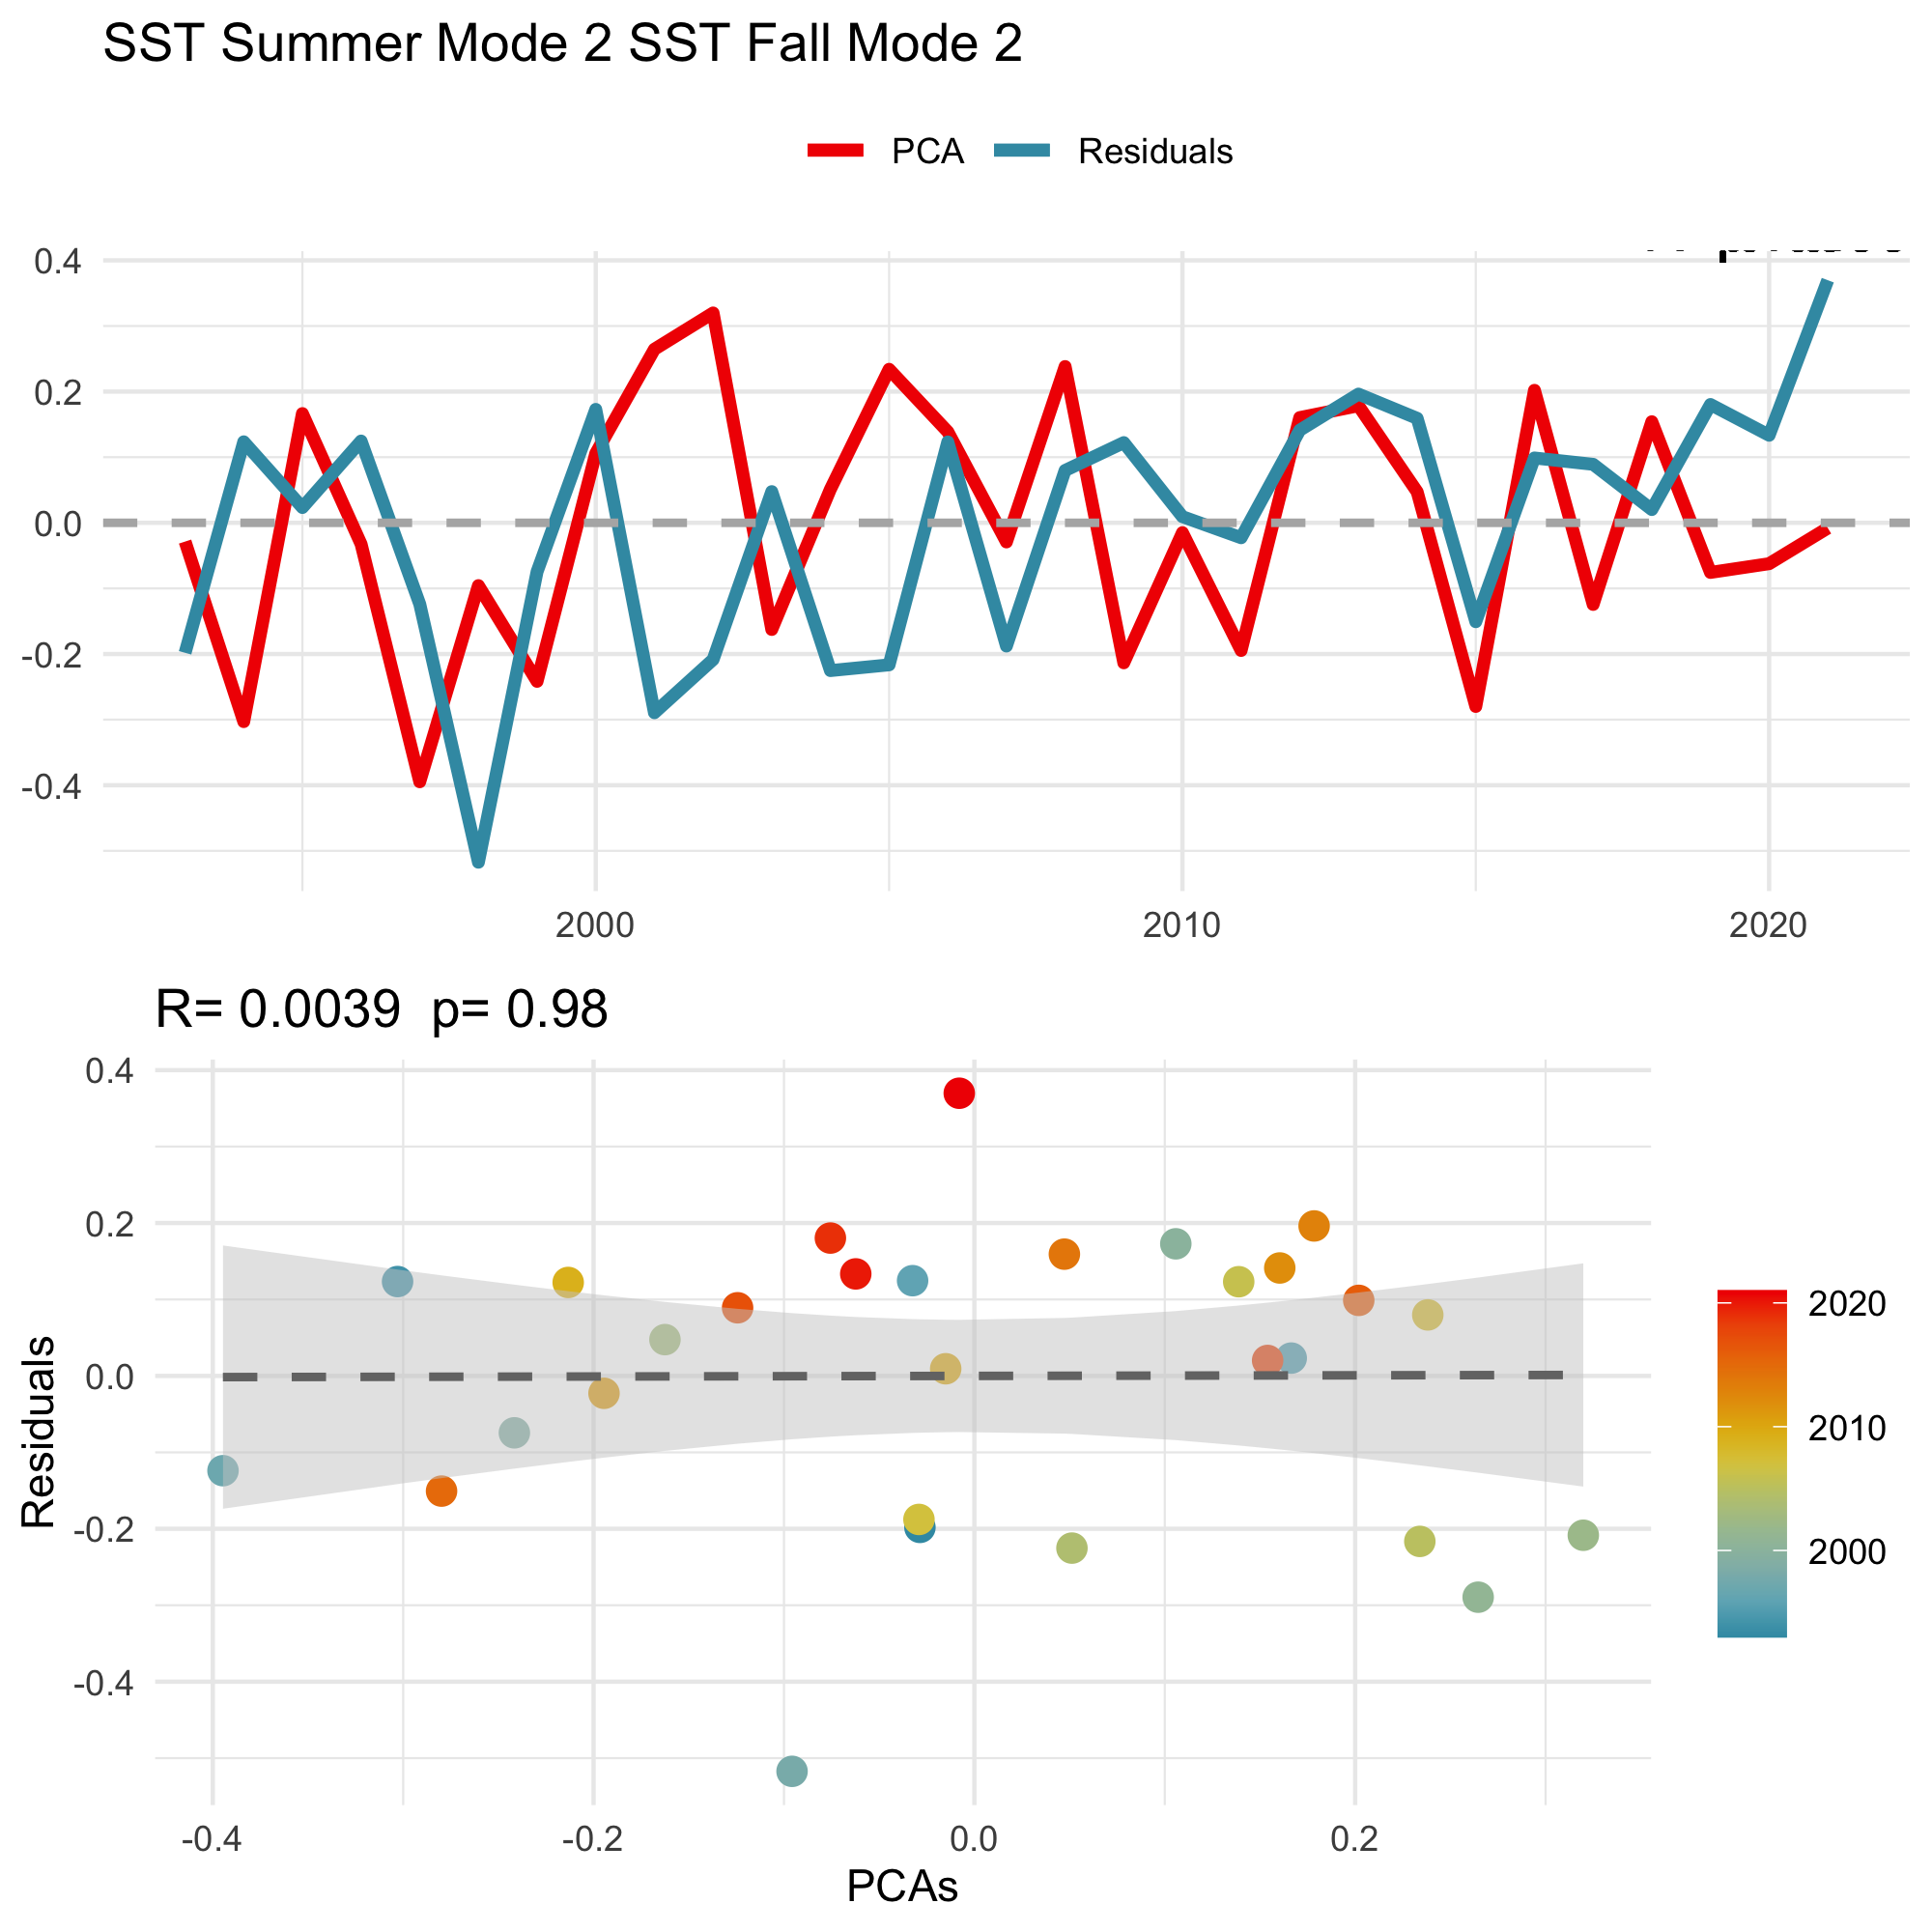 SST Summer Mode 2 SST Fall Mode 2
PCA Residuals
0.4
0.2
0.0
-0.2
-0.4
2000 2010 2020
R= 0.0039 p= 0.98
0.4
0.2
0.0
-0.2
-0.4
Residuals
-0.4 -0.2 0.0 0.2
PCAs
2020
2010
2000